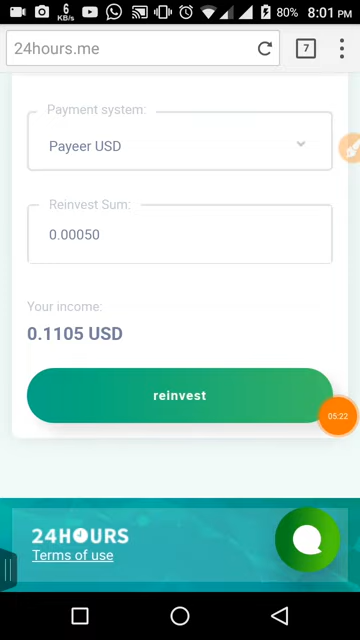 6
KB/s
80% 8:01 PM
24hours.me
7
Payment system:
Payeer USD
Reinvest Sum:
0.00050
Your income:
0.1105 USD
reinvest
05:22
24HOURS
Terms of use